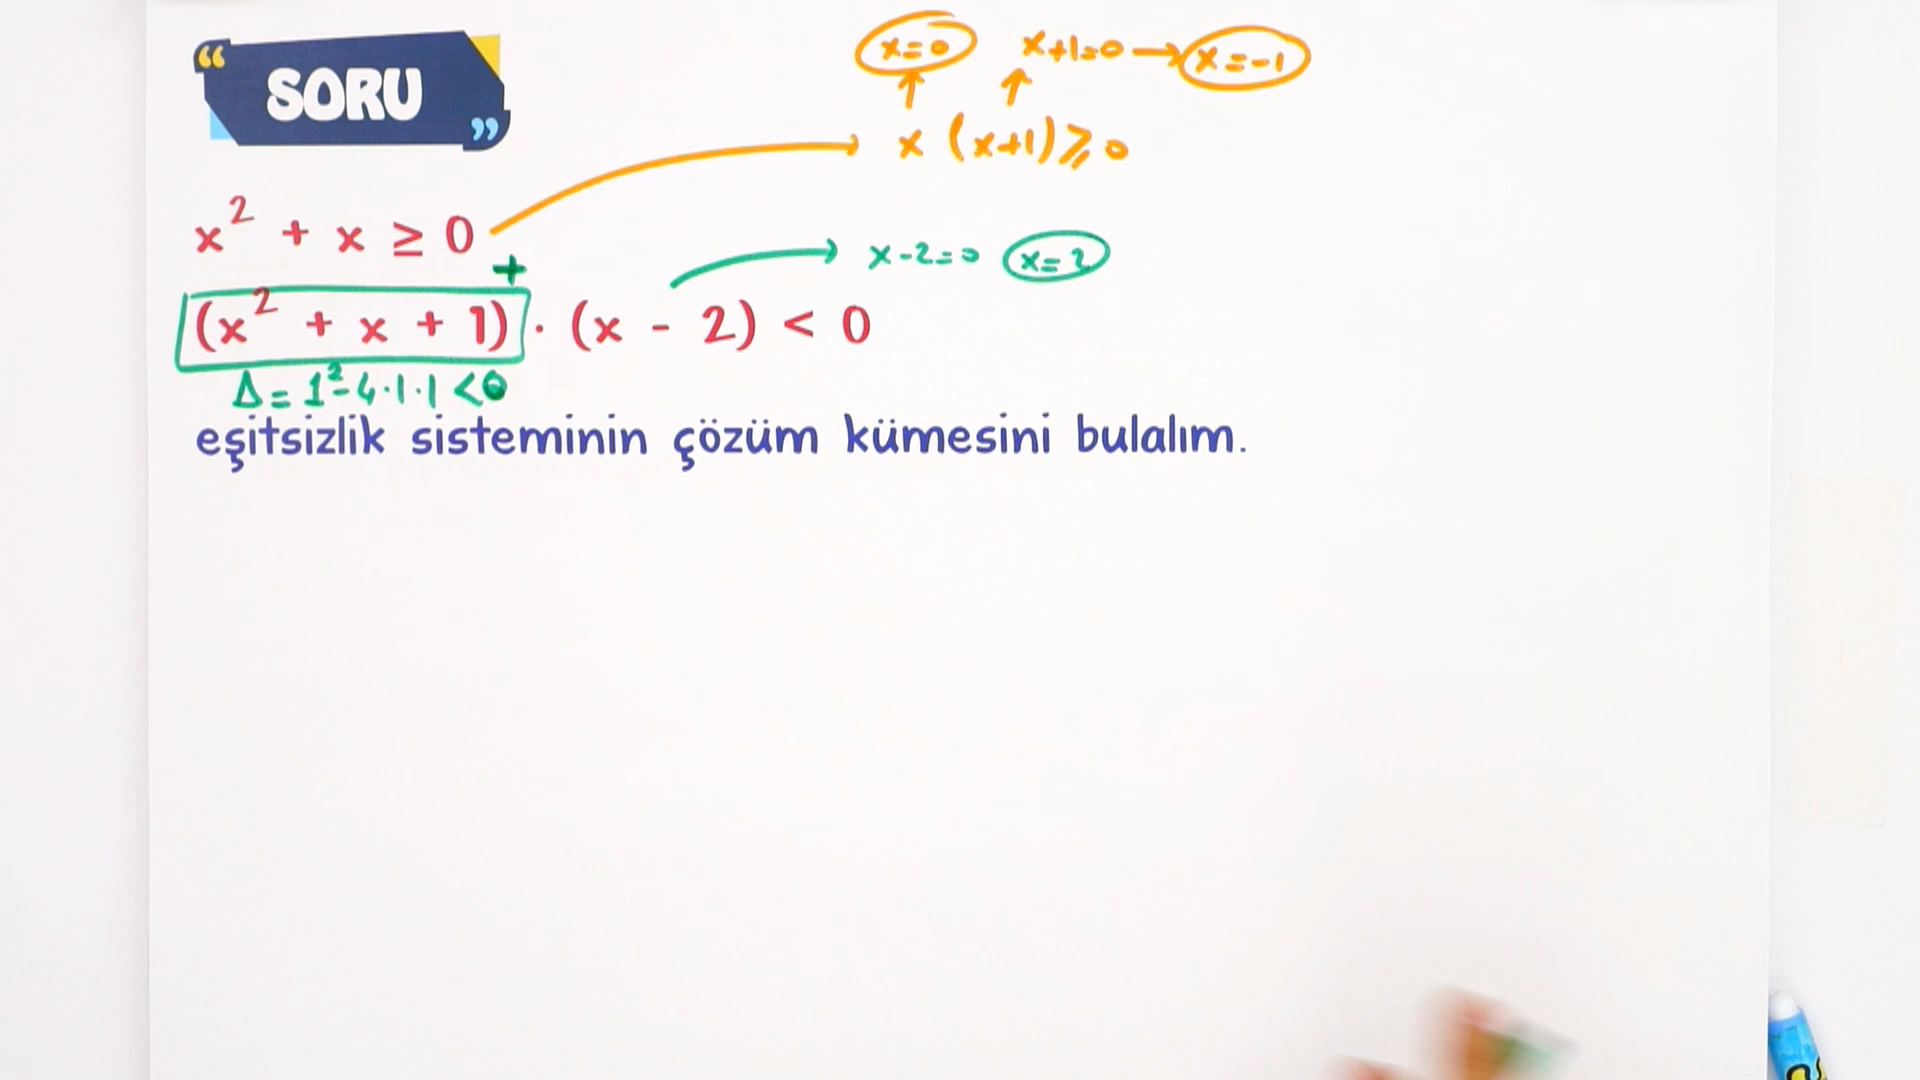 “ SORU ”
x=0 x+1=0 → x=-1
x (x+1) ≥ 0
x² + x ≥ 0
+
x-2=0 x=2
(x² + x + 1) · (x - 2) < 0
Δ = 1² - 4·1·1 < 0
eşitsizlik sisteminin çözüm kümesini bulalım.